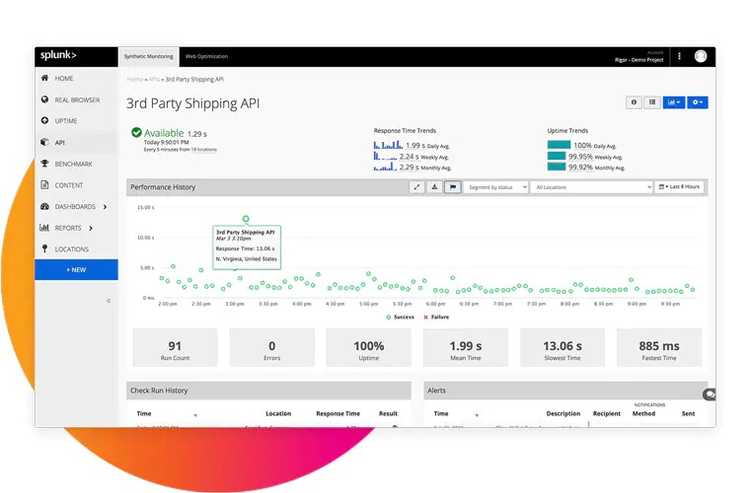 splunk>
Synthetic Monitoring
Web Optimization
Rigor - Demo Project
HOME
REAL BROWSER
UPTIME
API
BENCHMARK
CONTENT
DASHBOARDS
REPORTS
LOCATIONS
+ NEW
Home » APIs » 3rd Party Shipping API
3rd Party Shipping API
Available 1.29 s
Today 9:50:01 PM
Every 5 minutes from 18 locations
Response Time Trends
1.99 s Daily Avg.
2.24 s Weekly Avg.
2.29 s Monthly Avg.
Uptime Trends
100% Daily Avg.
99.95% Weekly Avg.
99.92% Monthly Avg.
Performance History
Segment by status
All Locations
Last 8 Hours
15.00 s
10.00 s
5.00 s
0 ms
3rd Party Shipping API
Mar 3 3:10pm
Response Time: 13.06 s
N. Virginia, United States
2:00 pm 2:30 pm 3:00 pm 3:30 pm 4:00 pm 4:30 pm 5:00 pm 5:30 pm 6:00 pm 6:30 pm 7:00 pm 7:30 pm 8:00 pm 8:30 pm 9:00 pm 9:30 pm
Success Failure
91
Run Count
0
Errors
100%
Uptime
1.99 s
Mean Time
13.06 s
Slowest Time
885 ms
Fastest Time
Check Run History
Time Location Response Time Result
Alerts
NOTIFICATIONS
Time Description Recipient Method Sent